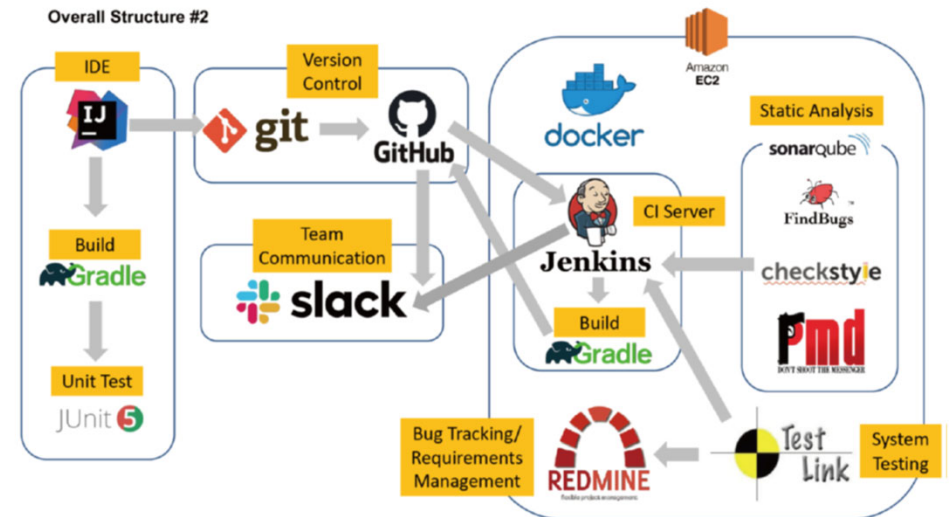 Overall Structure #2
IDE
IJ
Build
Gradle
Unit Test
JUnit 5
Version
Control
git
GitHub
Team
Communication
slack
Amazon
EC2
docker
CI Server
Jenkins
Build
Gradle
Static Analysis
sonarqube
FindBugs
checkstyle
Pmd
DON'T SHOOT THE MESSENGER
Bug Tracking/
Requirements
Management
REDMINE
flexible project management
Test
Link
System
Testing